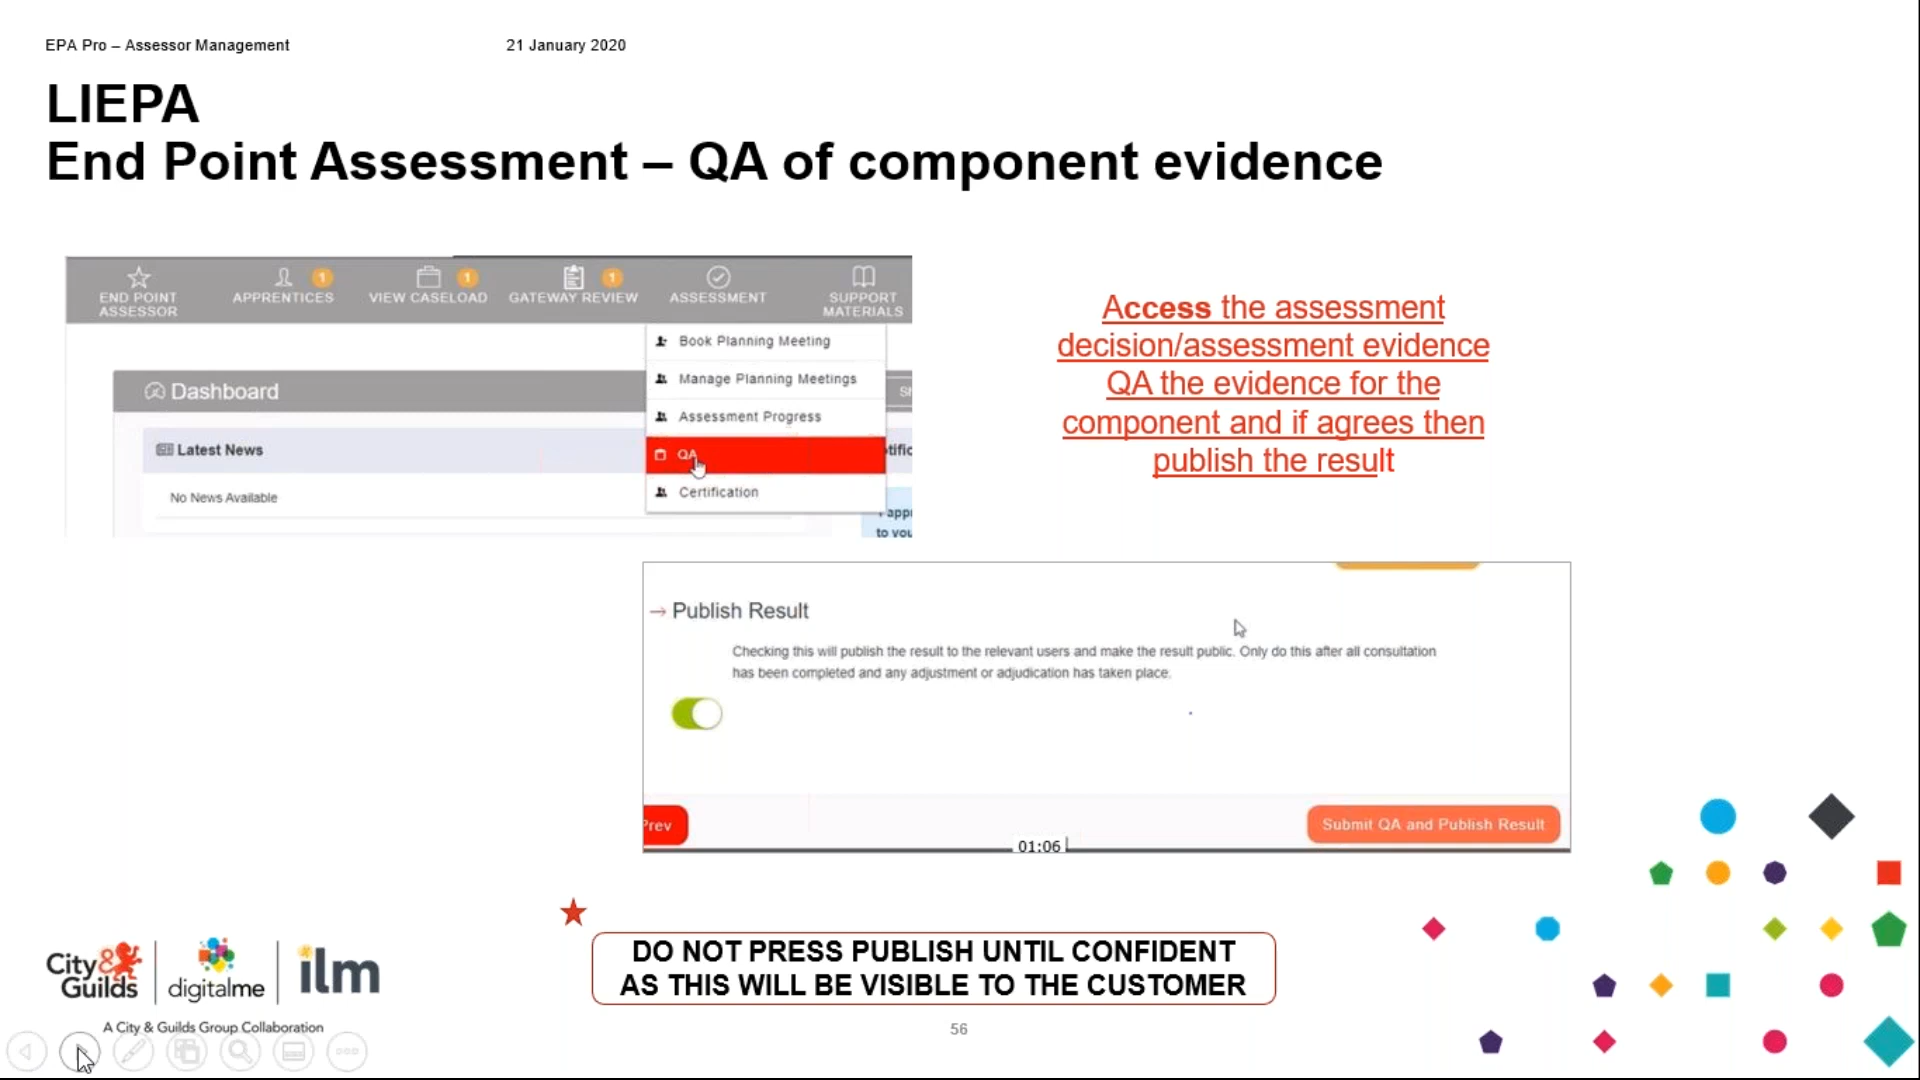 EPA Pro – Assessor Management
21 January 2020
LIEPA
End Point Assessment – QA of component evidence
END POINT
ASSESSOR
1
APPRENTICES
1
VIEW CASELOAD
1
GATEWAY REVIEW
ASSESSMENT
SUPPORT
MATERIALS
Book Planning Meeting
Manage Planning Meetings
Assessment Progress
QA
Certification
Dashboard
Latest News
No News Available
to you
Access the assessment
decision/assessment evidence
QA the evidence for the
component and if agrees then
publish the result
Publish Result
Checking this will publish the result to the relevant users and make the result public. Only do this after all consultation
has been completed and any adjustment or adjudication has taken place.
Prev
Submit QA and Publish Result
01:06
DO NOT PRESS PUBLISH UNTIL CONFIDENT
AS THIS WILL BE VISIBLE TO THE CUSTOMER
City &
Guilds
digitalme
ilm
A City & Guilds Group Collaboration
56